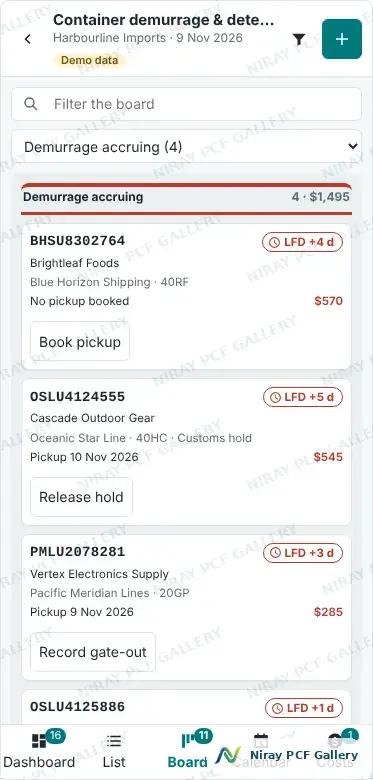 Container demurrage & dete...
Harbourline Imports · 9 Nov 2026
Demo data
Filter the board
Demurrage accruing (4)
Demurrage accruing 4 · $1,495
BHSU8302764 LFD +4 d
Brightleaf Foods
Blue Horizon Shipping · 40RF
No pickup booked $570
Book pickup
OSLU4124555 LFD +5 d
Cascade Outdoor Gear
Oceanic Star Line · 40HC · Customs hold
Pickup 10 Nov 2026 $545
Release hold
PMLU2078281 LFD +3 d
Vertex Electronics Supply
Pacific Meridian Lines · 20GP
Pickup 9 Nov 2026 $285
Record gate-out
OSLU4125886 LFD +1 d
16 11 1
Dashboard List Board Calendar Costs
Niray PCF Gallery
NIRAY PCF GALLERY